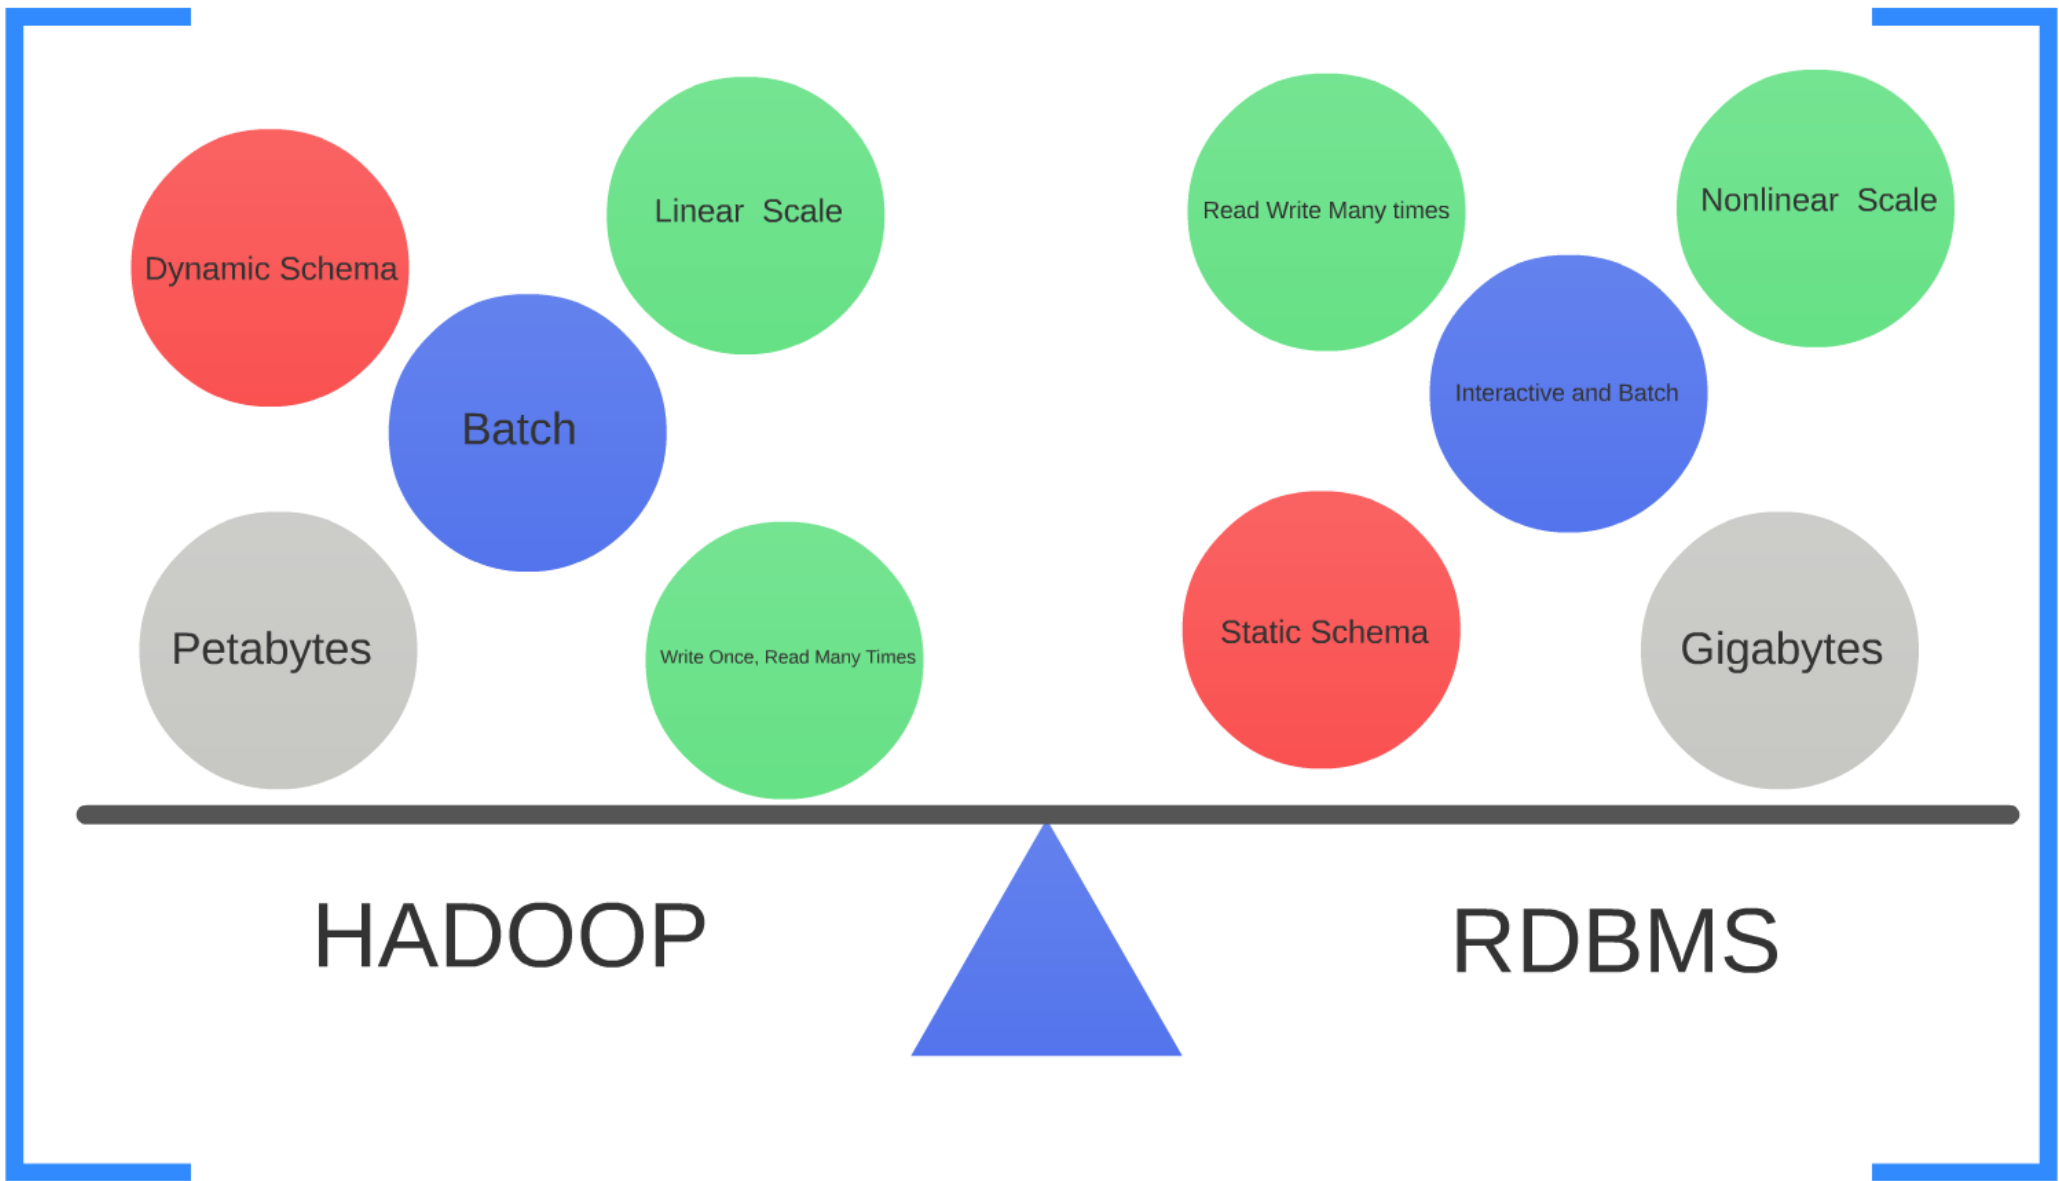 Dynamic Schema
Linear Scale
Batch
Petabytes
Write Once, Read Many Times
Read Write Many times
Nonlinear Scale
Interactive and Batch
Static Schema
Gigabytes
HADOOP
RDBMS